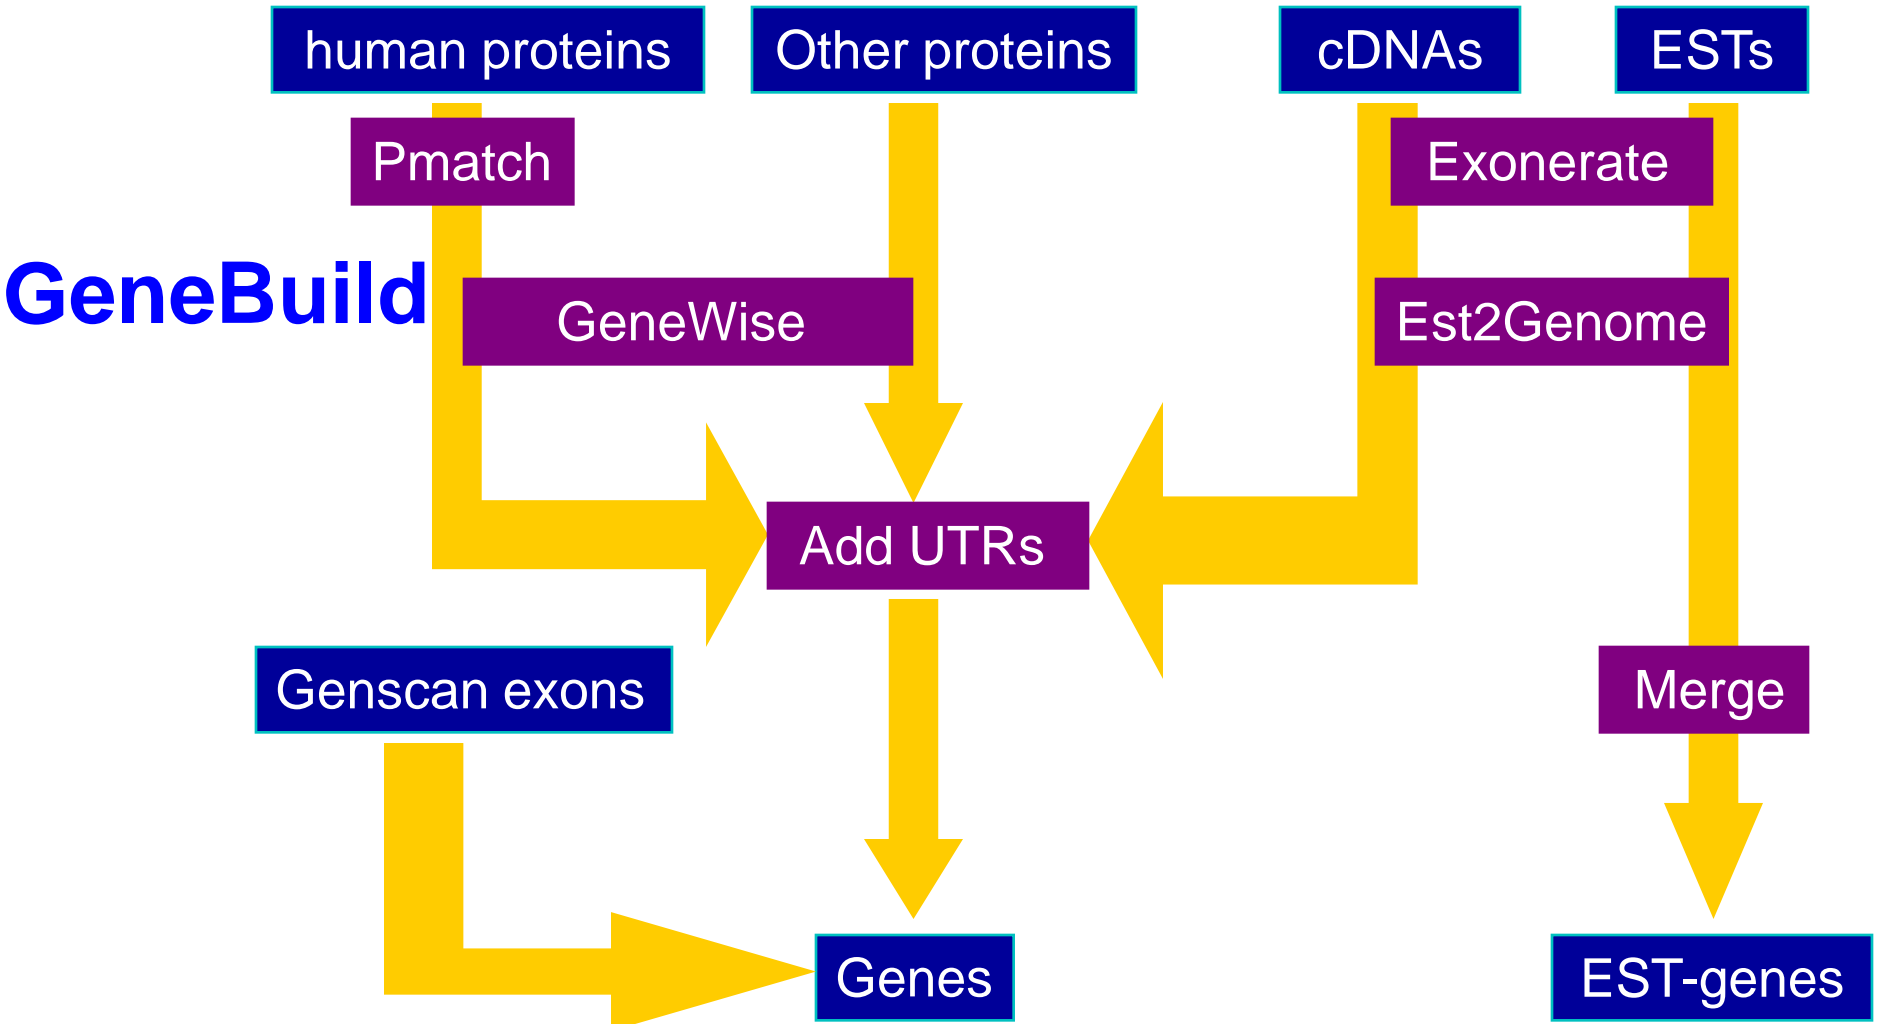 human proteins
Other proteins
cDNAs
ESTs
Pmatch
Exonerate
GeneBuild
GeneWise
Est2Genome
Add UTRs
Genscan exons
Merge
Genes
EST-genes